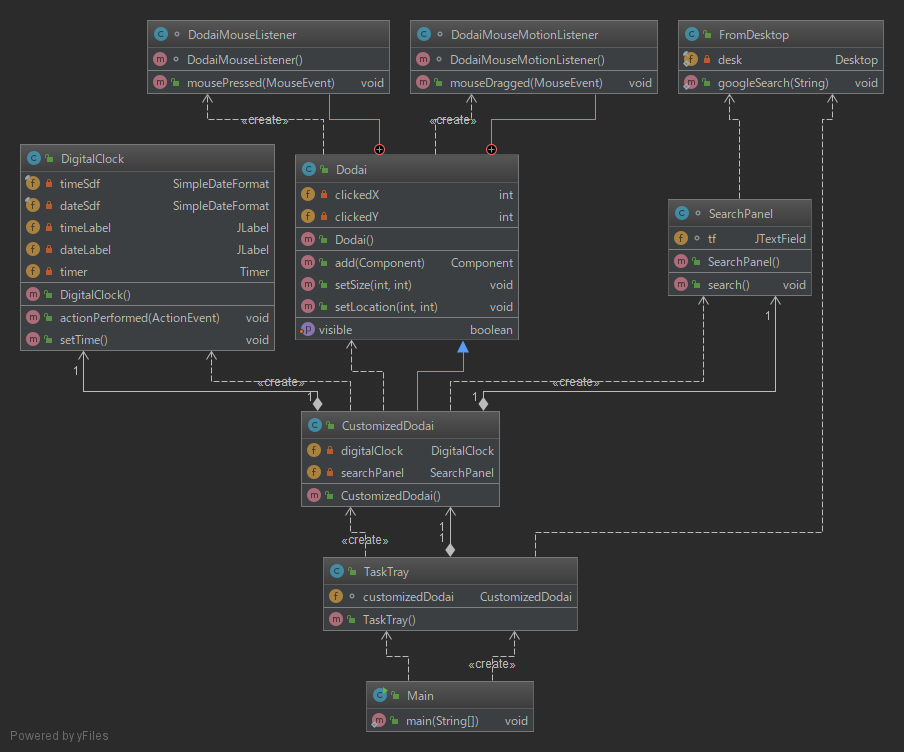 DodaiMouseListener
DodaiMouseListener()
mousePressed(MouseEvent) void
DodaiMouseMotionListener
DodaiMouseMotionListener()
mouseDragged(MouseEvent) void
FromDesktop
desk Desktop
googleSearch(String) void
«create»
«create»
DigitalClock
timeSdf SimpleDateFormat
dateSdf SimpleDateFormat
timeLabel JLabel
dateLabel JLabel
timer Timer
DigitalClock()
actionPerformed(ActionEvent) void
setTime() void
Dodai
clickedX int
clickedY int
Dodai()
add(Component) Component
setSize(int, int) void
setLocation(int, int) void
visible boolean
SearchPanel
tf JTextField
SearchPanel()
search() void
1
1
«create»
«create»
1
1
CustomizedDodai
digitalClock DigitalClock
searchPanel SearchPanel
CustomizedDodai()
1
1
«create»
TaskTray
customizedDodai CustomizedDodai
TaskTray()
«create»
Main
main(String[]) void
Powered by yFiles